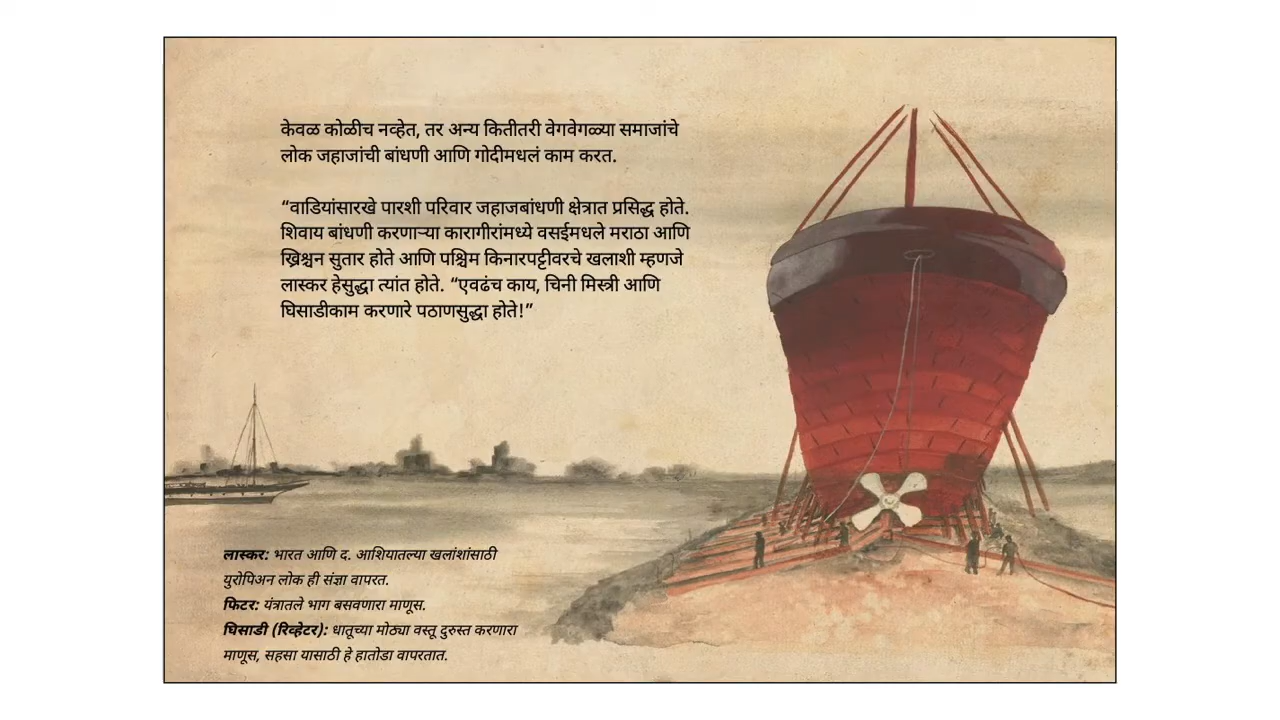 केवळ कोळीच नव्हेत, तर अन्य कितीतरी वेगवेगळ्या समाजांचे
लोक जहाजांची बांधणी आणि गोदीमधलं काम करत.
“वाडियांसारखे पारशी परिवार जहाजबांधणी क्षेत्रात प्रसिद्ध होते.
शिवाय बांधणी करणाऱ्या कारागीरांमध्ये वसईमधले मराठा आणि
ख्रिश्चन सुतार होते आणि पश्चिम किनारपट्टीवरचे खलाशी म्हणजे
लास्कर हेसुद्धा त्यांत होते. “एवढंच काय, चिनी मिस्त्री आणि
घिसाडीकाम करणारे पठाणसुद्धा होते!”
लास्कर: भारत आणि द. आशियातल्या खलांशांसाठी
युरोपिअन लोक ही संज्ञा वापरत.
फिटर: यंत्रातले भाग बसवणारा माणूस.
घिसाडी (रिव्हेटर): धातूच्या मोठ्या वस्तू दुरुस्त करणारा
माणूस, सहसा यासाठी हे हातोडा वापरतात.